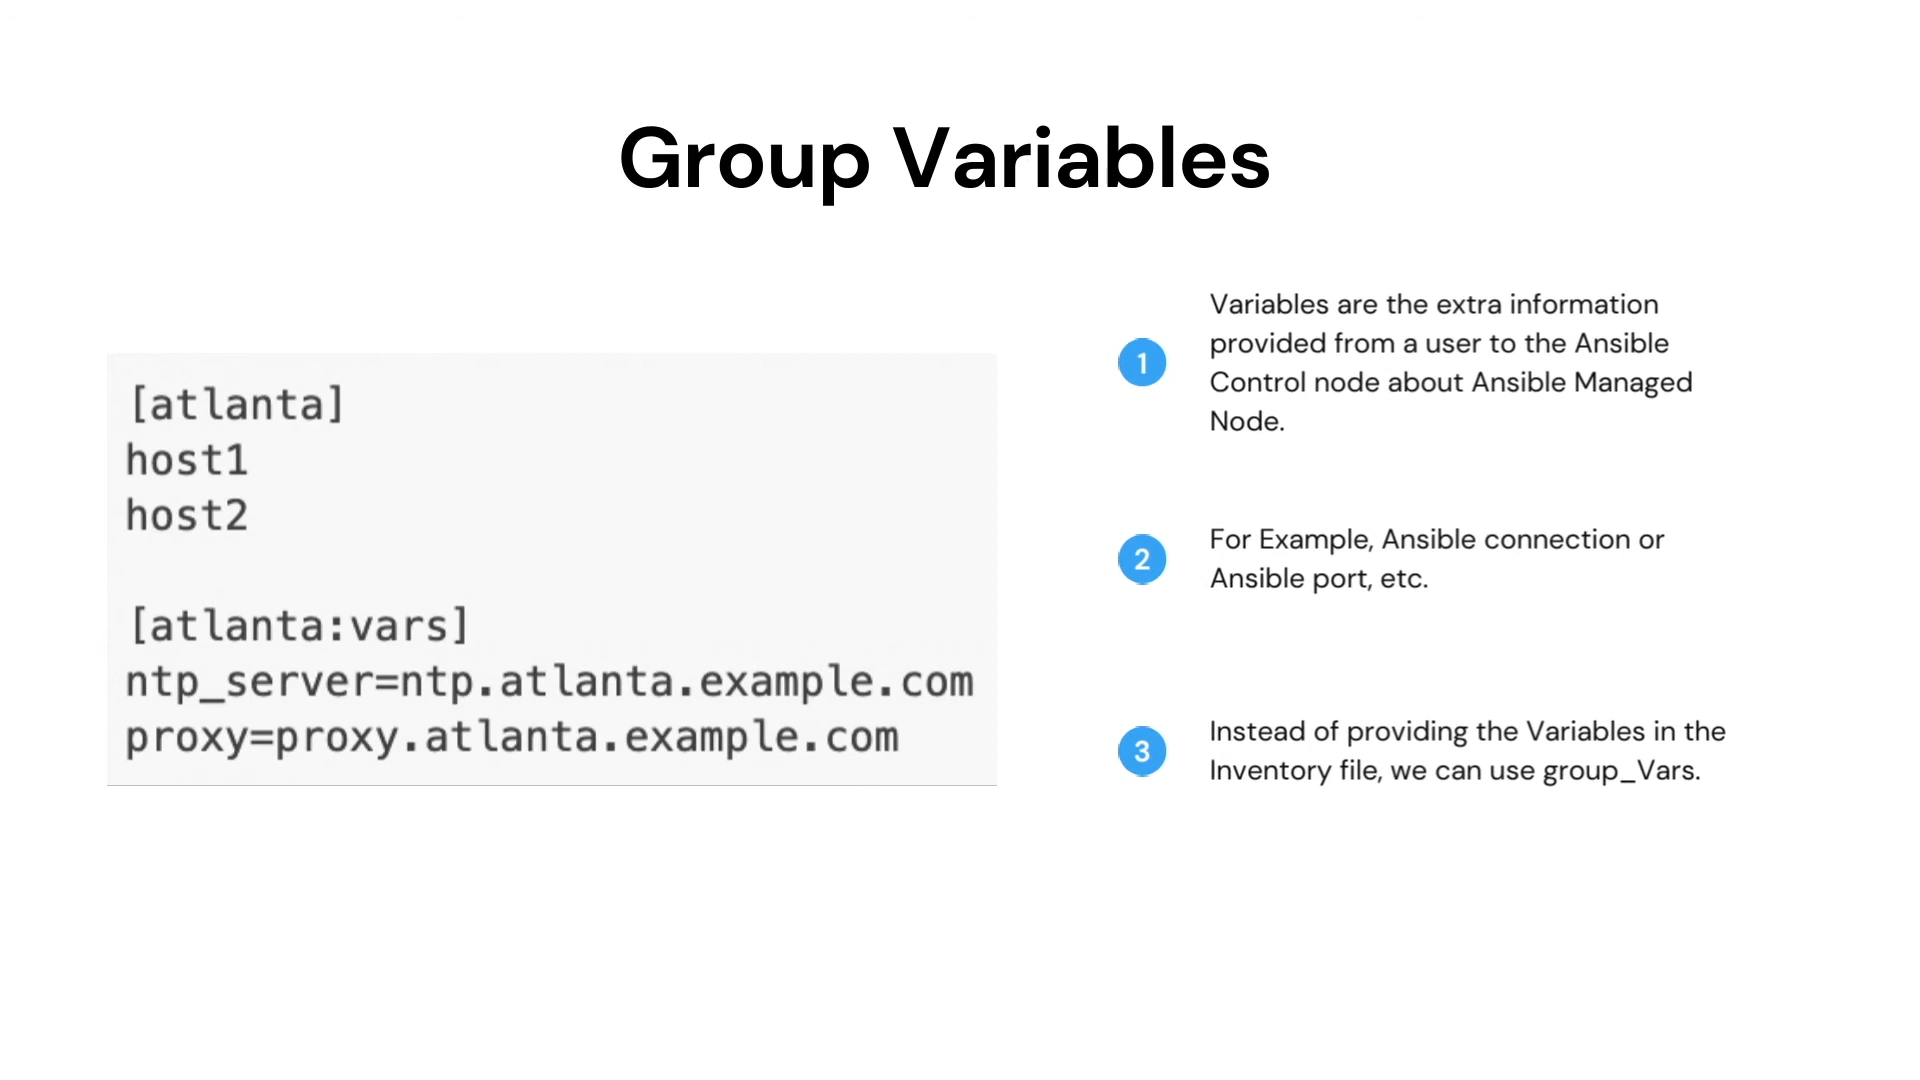 Group Variables
[atlanta]
host1
host2
[atlanta:vars]
ntp_server=ntp.atlanta.example.com
proxy=proxy.atlanta.example.com
1
Variables are the extra information
provided from a user to the Ansible
Control node about Ansible Managed
Node.
2
For Example, Ansible connection or
Ansible port, etc.
3
Instead of providing the Variables in the
Inventory file, we can use group_Vars.